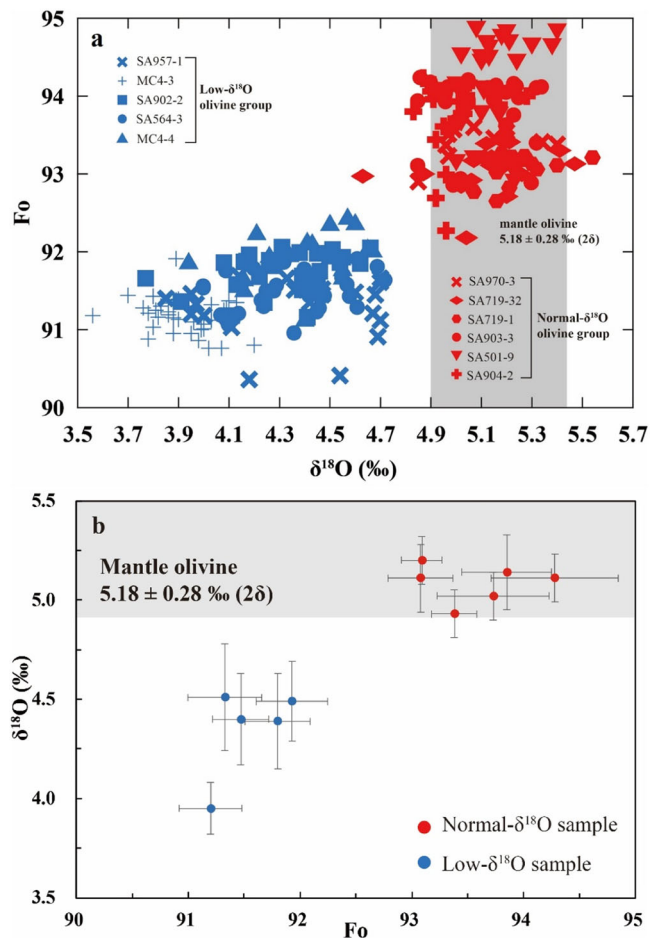 a
95
94
93
92
91
90
Fo
SA957-1
MC4-3
SA902-2
SA564-3
MC4-4
Low-δ18O
olivine group
mantle olivine
5.18 ± 0.28 ‰ (2δ)
SA970-3
SA719-32
SA719-1
SA903-3
SA501-9
SA904-2
Normal-δ18O
olivine group
3.5 3.7 3.9 4.1 4.3 4.5 4.7 4.9 5.1 5.3 5.5 5.7
δ18O (‰)
b
5.5
5.0
4.5
4.0
3.5
δ18O (‰)
Mantle olivine
5.18 ± 0.28 ‰ (2δ)
Normal-δ18O sample
Low-δ18O sample
90 91 92 93 94 95
Fo